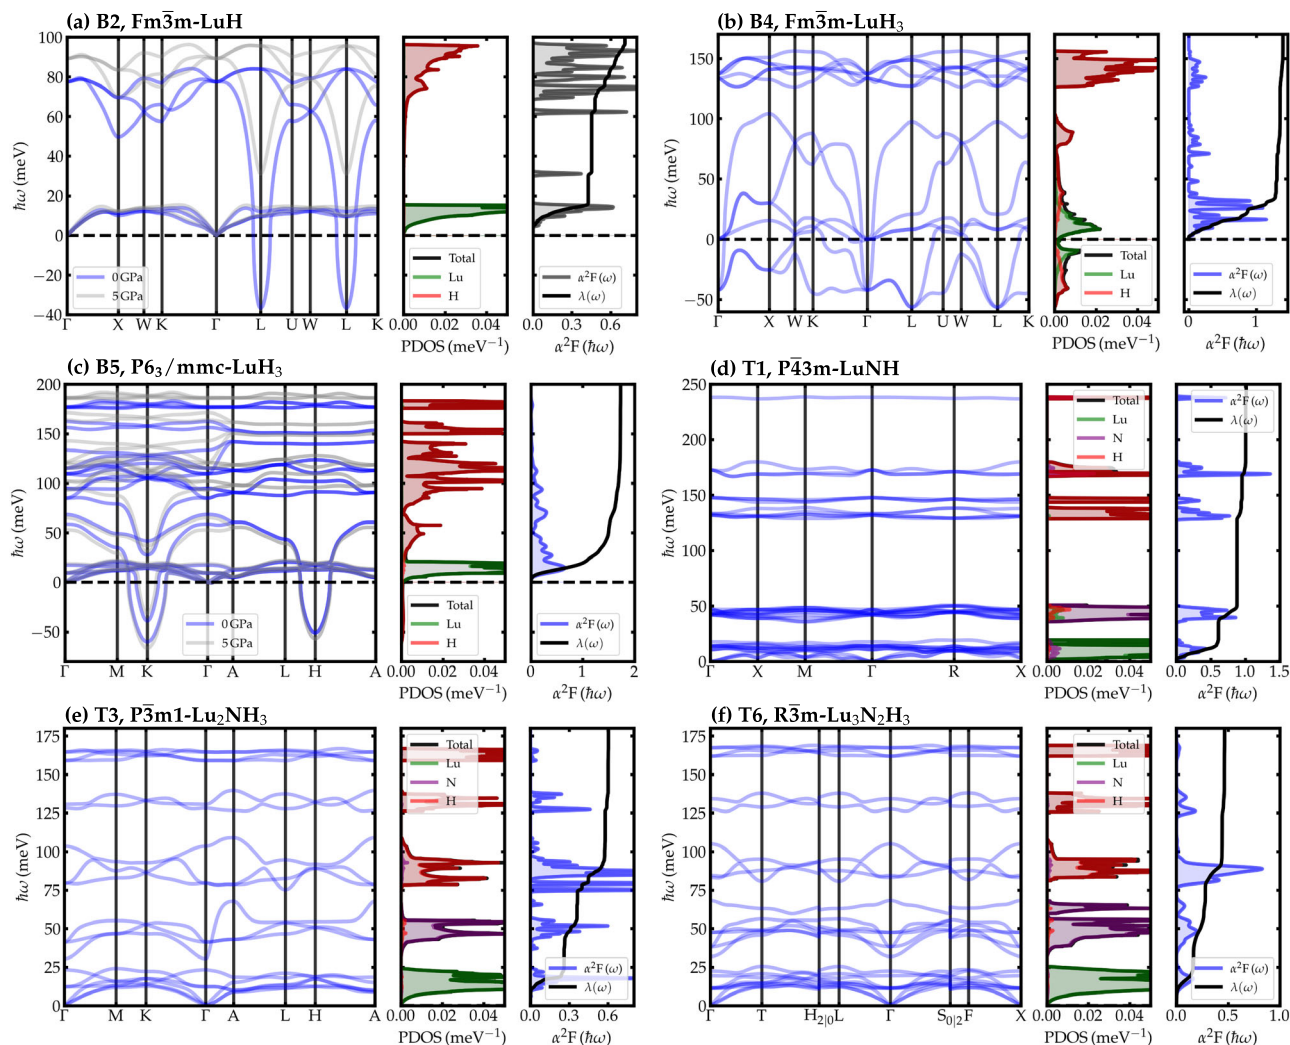 (a) B2, Fm3̅m-LuH
ħω (meV)
100
80
60
40
20
0
−20
−40
0 GPa
5 GPa
Γ X W K Γ L U W L K
Total
Lu
H
0.00 0.02 0.04
PDOS (meV⁻¹)
α²F(ω)
λ(ω)
0.0 0.3 0.6
α²F (ħω)
(b) B4, Fm3̅m-LuH₃
ħω (meV)
150
100
50
0
−50
Γ X W K Γ L U W L K
Total
Lu
H
0.00 0.02 0.04
PDOS (meV⁻¹)
α²F(ω)
λ(ω)
0 1
α²F (ħω)
(c) B5, P6₃/mmc-LuH₃
ħω (meV)
200
150
100
50
0
−50
0 GPa
5 GPa
Γ M K Γ A L H A
Total
Lu
H
0.00 0.02 0.04
PDOS (meV⁻¹)
α²F(ω)
λ(ω)
0 1 2
α²F (ħω)
(d) T1, P4̅3m-LuNH
ħω (meV)
250
200
150
100
50
0
Γ X M Γ R X
Total
Lu
N
H
0.00 0.02 0.04
PDOS (meV⁻¹)
α²F(ω)
λ(ω)
0.0 0.5 1.0 1.5
α²F (ħω)
(e) T3, P3̅m1-Lu₂NH₃
ħω (meV)
175
150
125
100
75
50
25
0
Γ M K Γ A L H A
Total
Lu
N
H
0.00 0.02 0.04
PDOS (meV⁻¹)
α²F(ω)
λ(ω)
0.0 0.3 0.6
α²F (ħω)
(f) T6, R3̅m-Lu₃N₂H₃
ħω (meV)
175
150
125
100
75
50
25
0
Γ T H₂|₀L Γ S₀|₂F X
Total
Lu
N
H
0.00 0.02 0.04
PDOS (meV⁻¹)
α²F(ω)
λ(ω)
0.0 0.2 0.4 0.6 0.8 1.0
α²F (ħω)